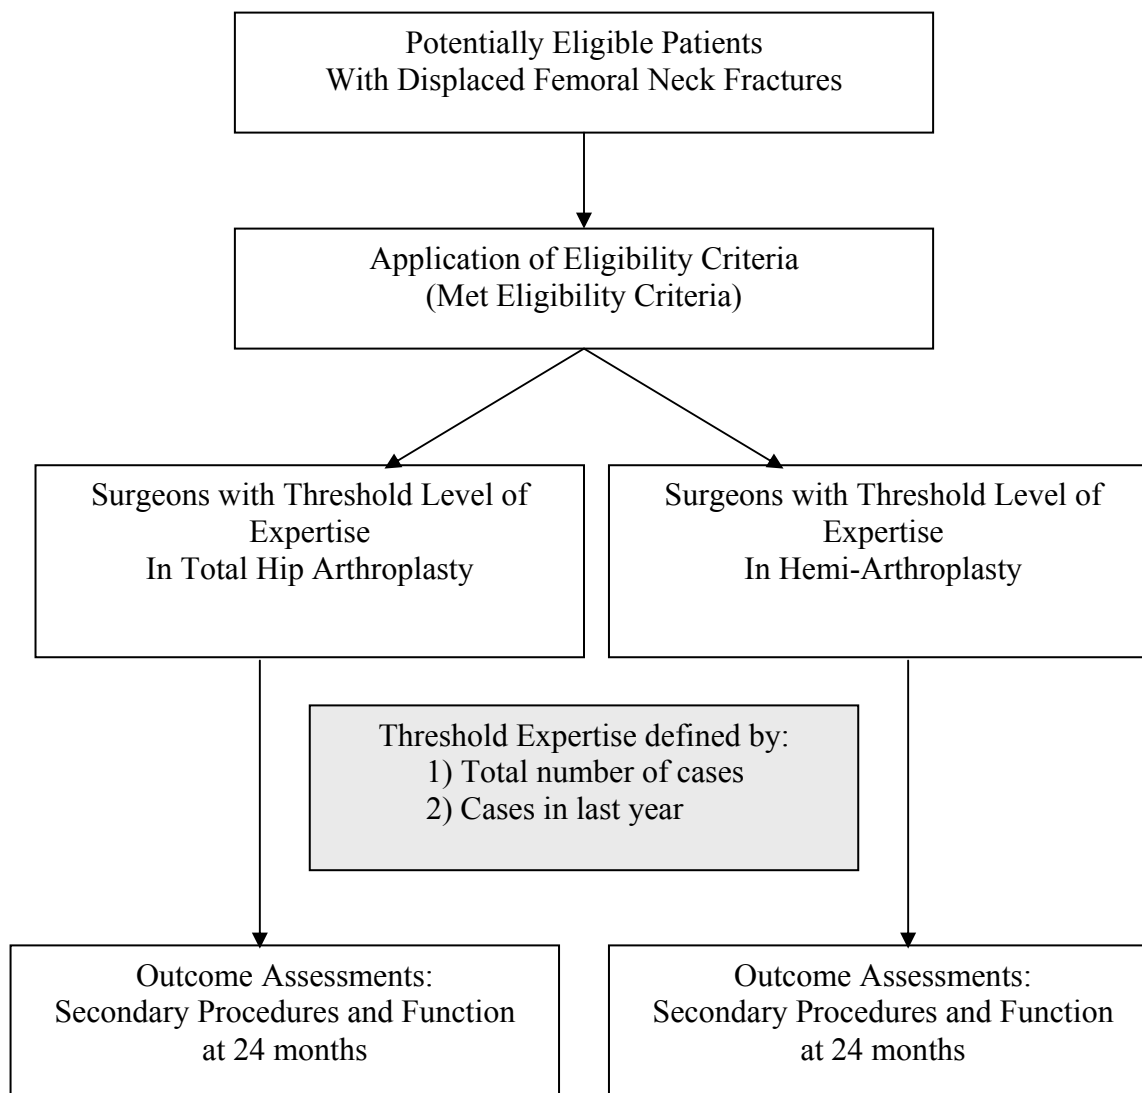 Potentially Eligible Patients
With Displaced Femoral Neck Fractures
Application of Eligibility Criteria
(Met Eligibility Criteria)
Surgeons with Threshold Level of
Expertise
In Total Hip Arthroplasty
Surgeons with Threshold Level of
Expertise
In Hemi-Arthroplasty
Threshold Expertise defined by:
1) Total number of cases
2) Cases in last year
Outcome Assessments:
Secondary Procedures and Function
at 24 months
Outcome Assessments:
Secondary Procedures and Function
at 24 months